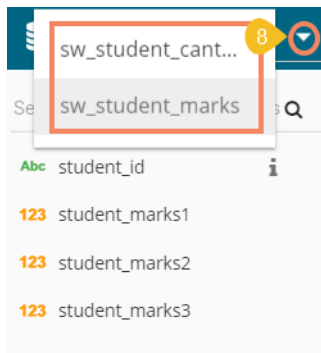 sw_student_cant... 8
sw_student_marks
Se s
Abc student_id
123 student_marks1
123 student_marks2
123 student_marks3